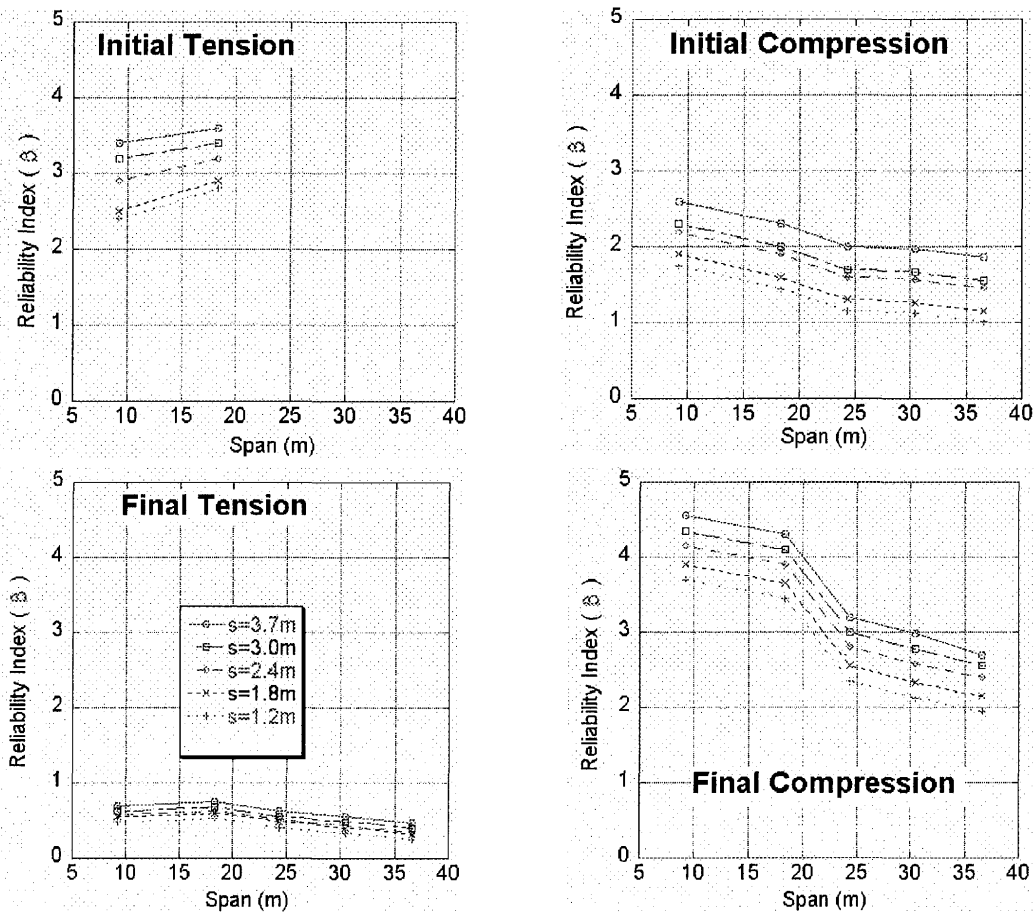 Initial Tension
Reliability Index ( β )
5
4
3
2
1
0
5 10 15 20 25 30 35 40
Span (m)
Initial Compression
Reliability Index ( β )
5
4
3
2
1
0
5 10 15 20 25 30 35 40
Span (m)
Final Tension
Reliability Index ( β )
5
4
3
2
1
0
s=3.7m
s=3.0m
s=2.4m
s=1.8m
s=1.2m
5 10 15 20 25 30 35 40
Span (m)
Final Compression
Reliability Index ( β )
5
4
3
2
1
0
5 10 15 20 25 30 35 40
Span (m)